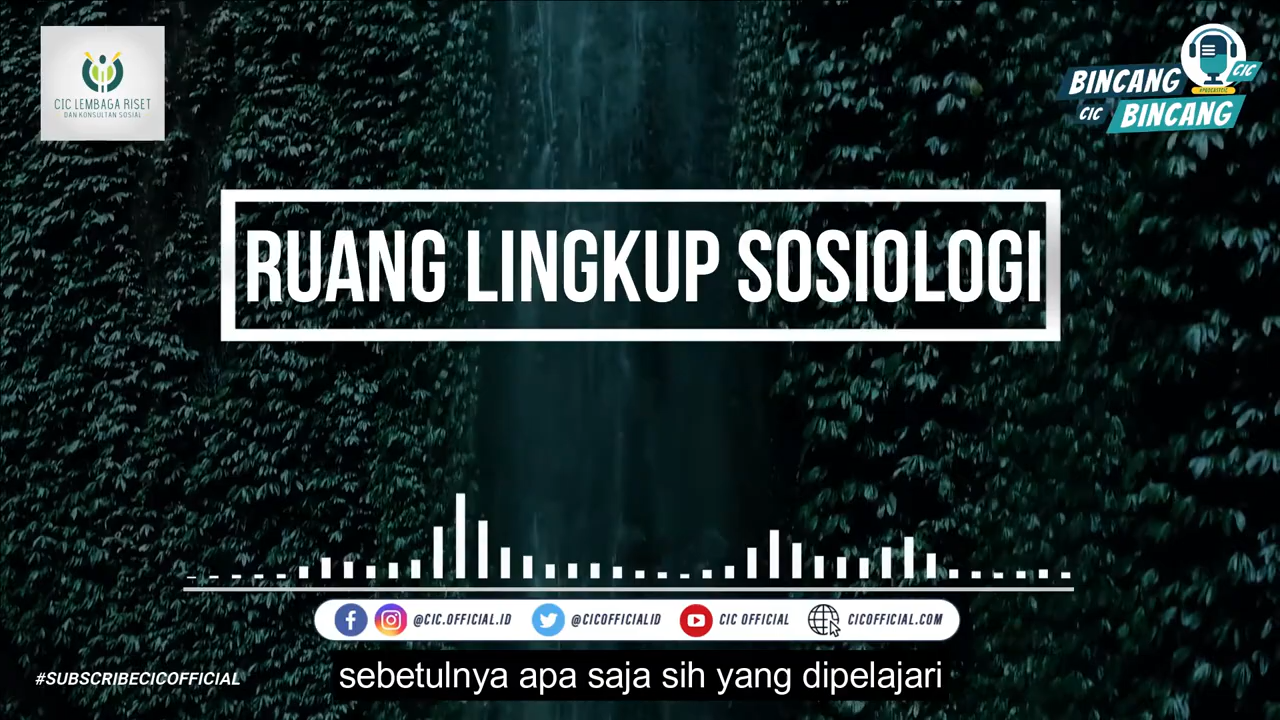 CIC LEMBAGA RISET
DAN KONSULTAN SOSIAL
BINCANG CIC
#PODCASTCIC
CIC BINCANG
RUANG LINGKUP SOSIOLOGI
@CIC.OFFICIAL.ID @CICOFFICIALID CIC OFFICIAL CICOFFICIAL.COM
sebetulnya apa saja sih yang dipelajari
#SUBSCRIBECICOFFICIAL